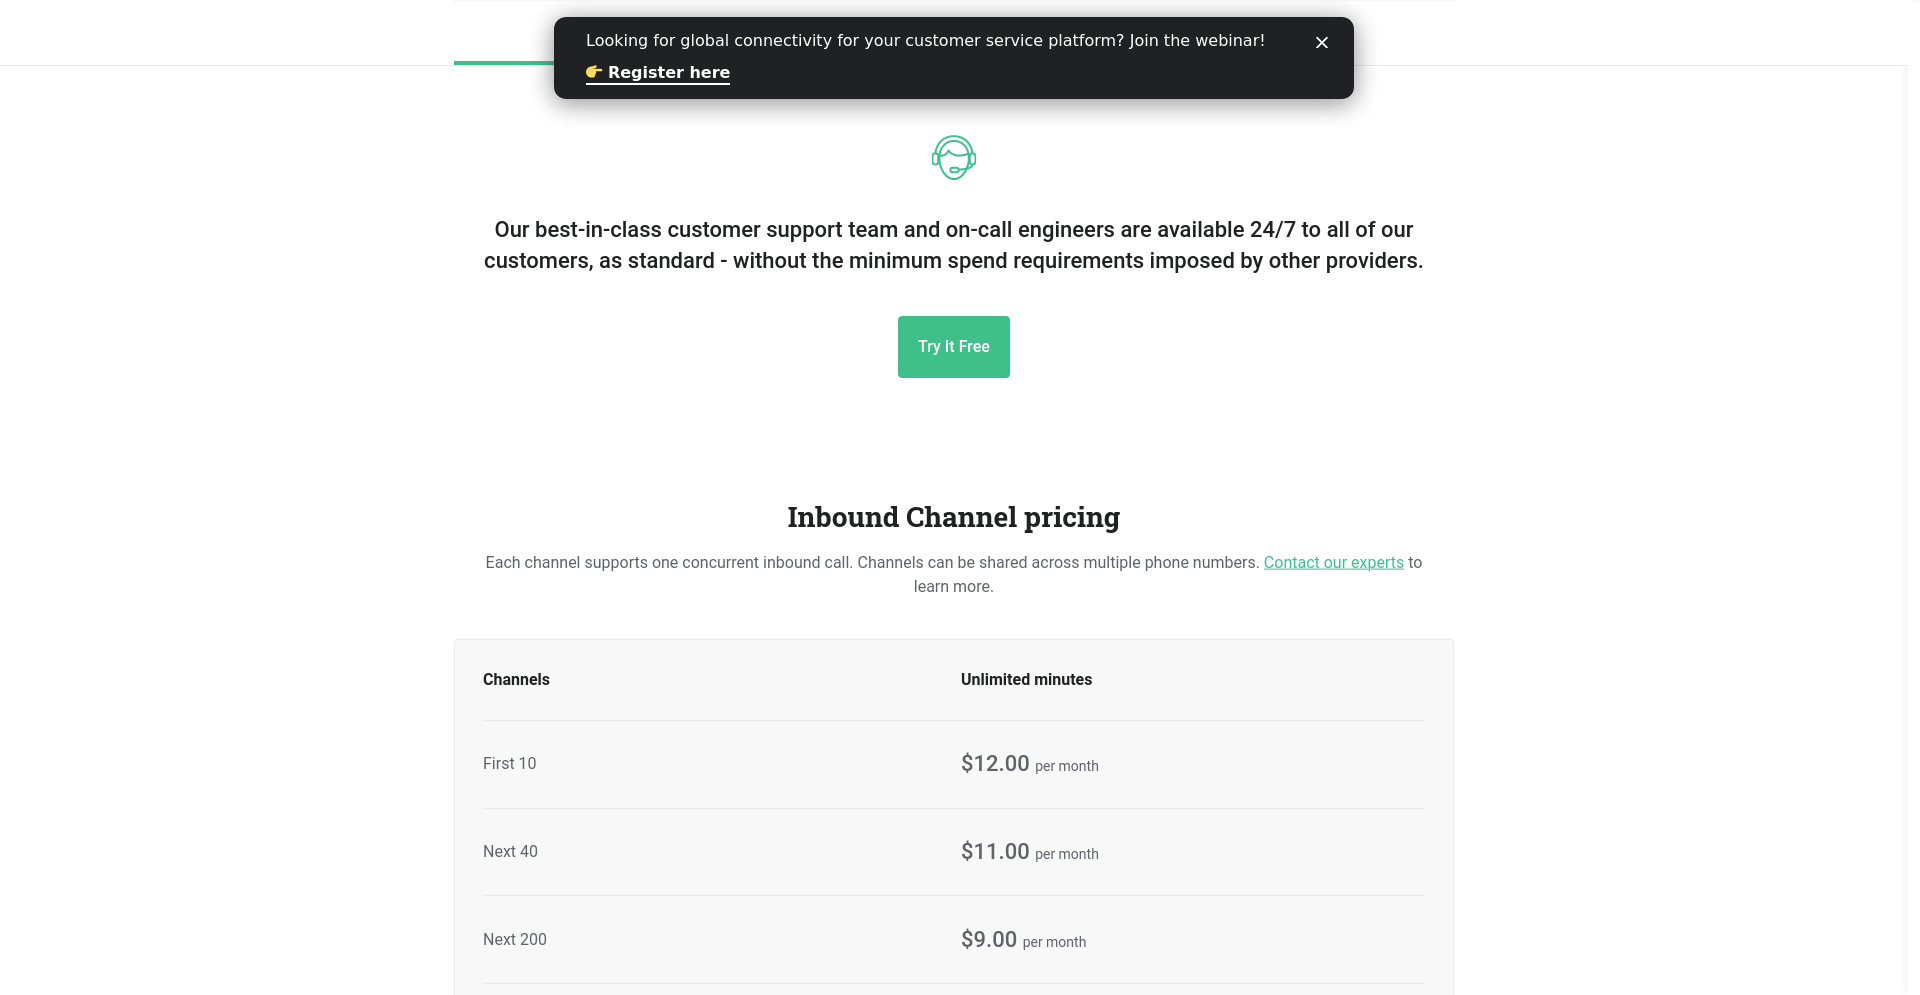 Looking for global connectivity for your customer service platform? Join the webinar!
👉 Register here
Our best-in-class customer support team and on-call engineers are available 24/7 to all of our
customers, as standard - without the minimum spend requirements imposed by other providers.
Try It Free
Inbound Channel pricing
Each channel supports one concurrent inbound call. Channels can be shared across multiple phone numbers. Contact our experts to
learn more.
Channels Unlimited minutes
First 10 $12.00 per month
Next 40 $11.00 per month
Next 200 $9.00 per month